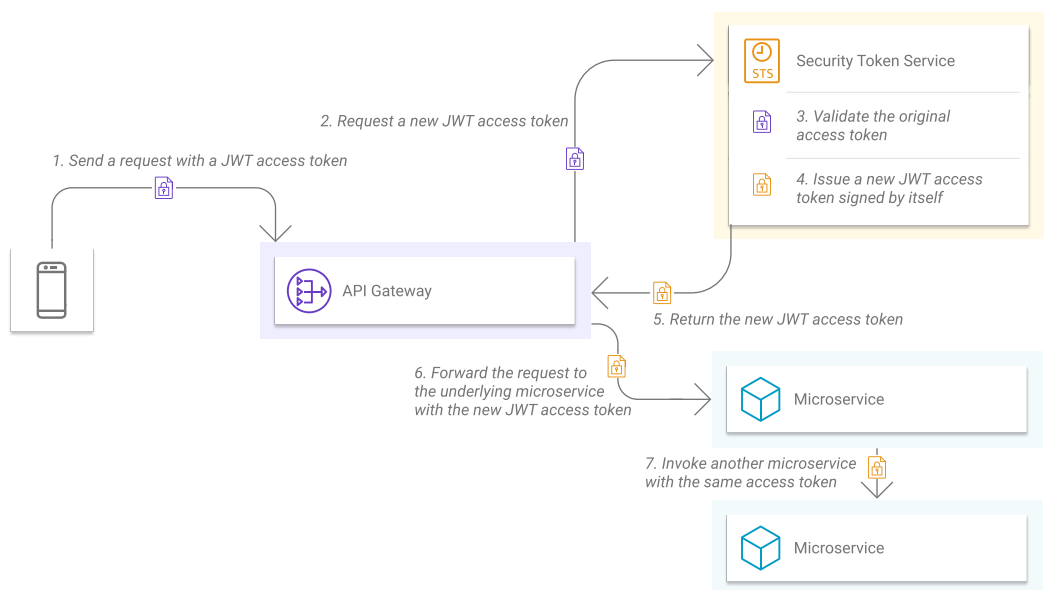 1. Send a request with a JWT access token
2. Request a new JWT access token
STS
Security Token Service
3. Validate the original
access token
4. Issue a new JWT access
token signed by itself
API Gateway
5. Return the new JWT access token
6. Forward the request to
the underlying microservice
with the new JWT access token
Microservice
7. Invoke another microservice
with the same access token
Microservice